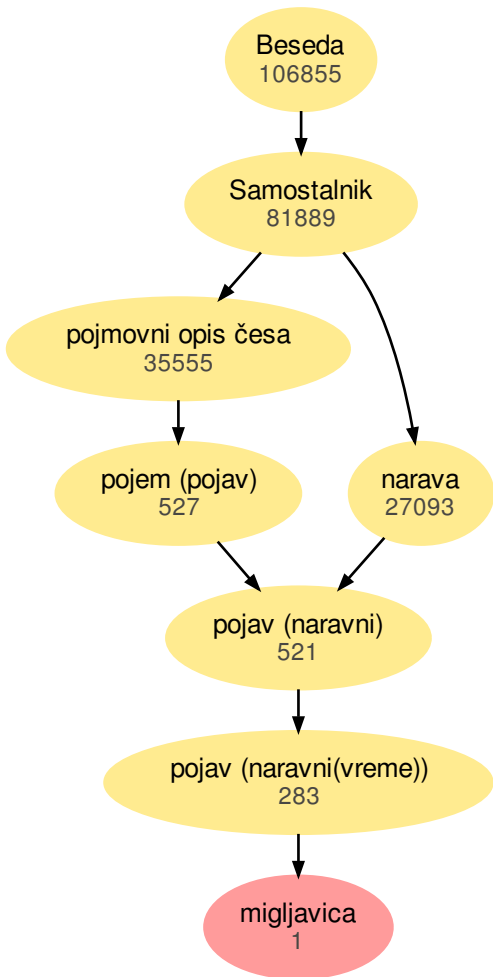 Beseda
106855
Samostalnik
81889
pojmovni opis česa
35555
pojem (pojav)
527
narava
27093
pojav (naravni)
521
pojav (naravni(vreme))
283
migljavica
1